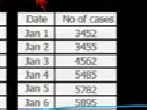 Date No of cases
Jan 1 3452
Jan 2 3455
Jan 3 4562
Jan 4 5485
Jan 5 5782
Jan 6 5895